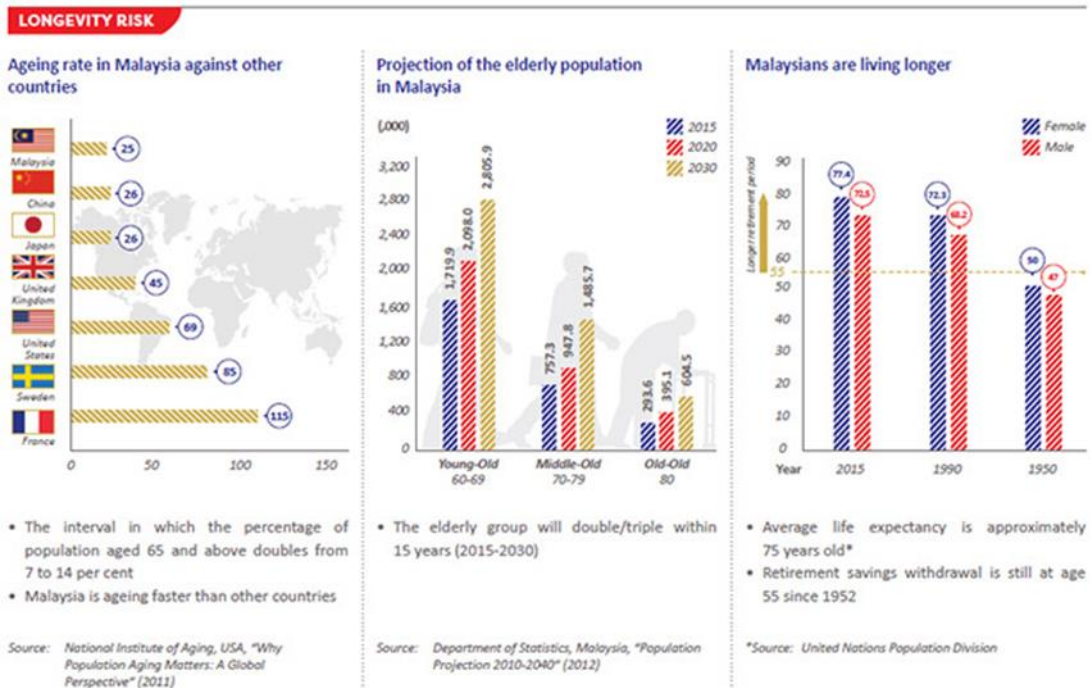 LONGEVITY RISK
Ageing rate in Malaysia against other
countries
Malaysia
25
China
26
Japan
26
United
Kingdom
45
United
States
69
Sweden
85
France
115
0 50 100 150
• The interval in which the percentage of
population aged 65 and above doubles from
7 to 14 per cent
• Malaysia is ageing faster than other countries
Source: National Institute of Aging, USA, "Why
Population Aging Matters: A Global
Perspective" (2011)
Projection of the elderly population
in Malaysia
(,000)
2015
2020
2030
3,200
2,800
2,400
2,000
1,600
1,200
800
400
0
1,719.9 2,098.0 2,805.9
757.3 947.8 1,485.7
293.6 395.1 604.5
Young-Old Middle-Old Old-Old
60-69 70-79 80
• The elderly group will double/triple within
15 years (2015-2030)
Source: Department of Statistics, Malaysia, "Population
Projection 2010-2040" (2012)
Malaysians are living longer
Female
Male
Longer retirement period
90
80
70
60
55
50
40
30
20
10
0
77.4 72.5 72.3 68.2 50 47
Year 2015 1990 1950
• Average life expectancy is approximately
75 years old*
• Retirement savings withdrawal is still at age
55 since 1952
*Source: United Nations Population Division